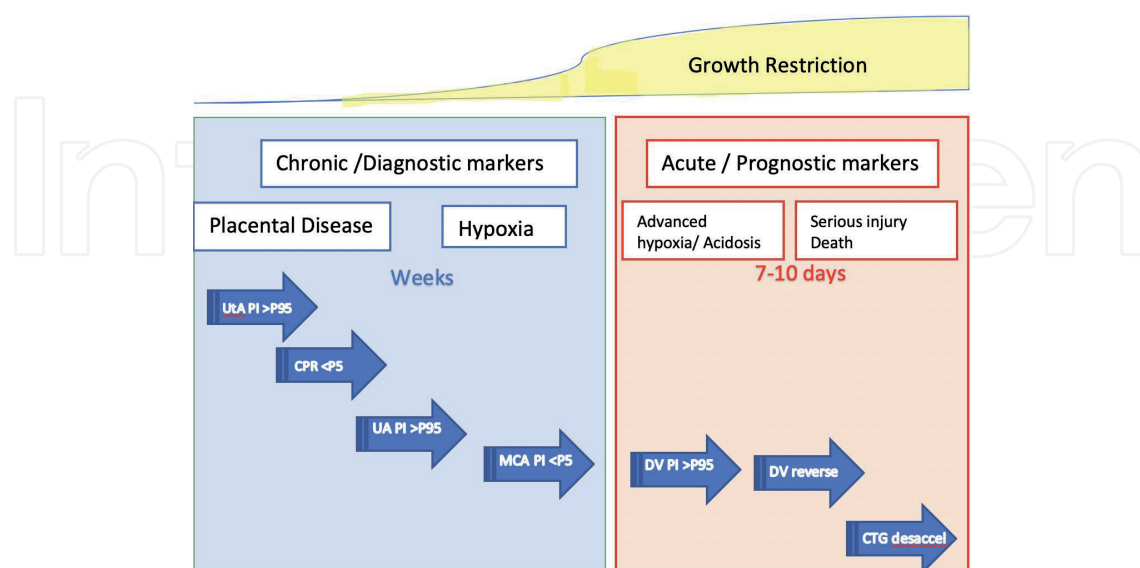 Growth Restriction
Chronic /Diagnostic markers
Acute / Prognostic markers
Placental Disease
Hypoxia
Advanced
hypoxia/ Acidosis
Serious injury
Death
Weeks
7-10 days
UtA PI >P95
CPR <P5
UA PI >P95
MCA PI <P5
DV PI >P95
DV reverse
CTG desaccel